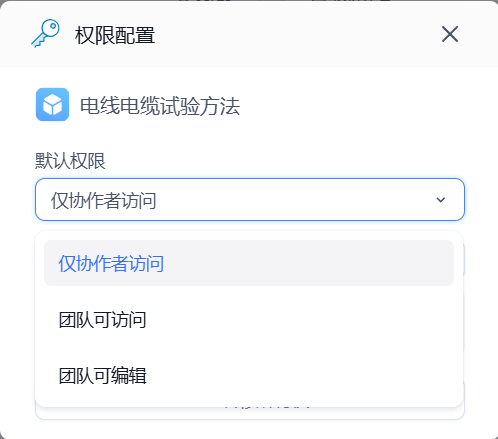 权限配置
电线电缆试验方法
默认权限
仅协作者访问
仅协作者访问
团队可访问
团队可编辑